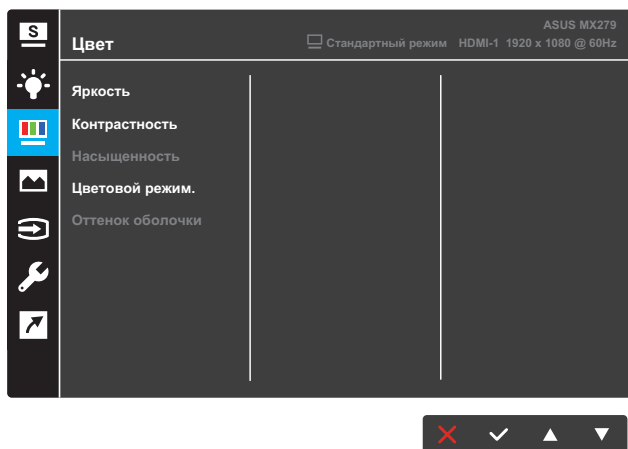 S
ASUS MX279
Цвет
Стандартный режим HDMI-1 1920 x 1080 @ 60Hz
Яркость
Контрастность
Насыщенность
Цветовой режим.
Оттенок оболочки